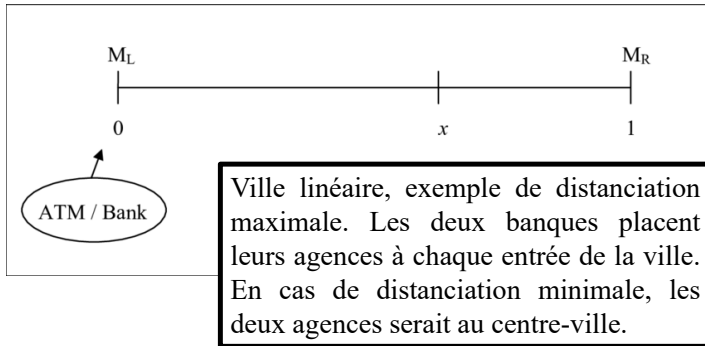 M_L M_R
0 x 1
ATM / Bank
Ville linéaire, exemple de distanciation
maximale. Les deux banques placent
leurs agences à chaque entrée de la ville.
En cas de distanciation minimale, les
deux agences serait au centre-ville.